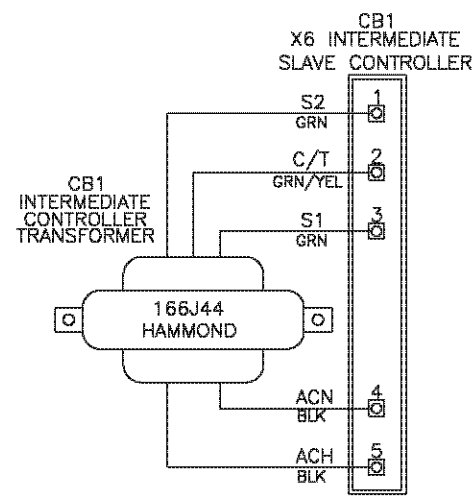 CB1
X6 INTERMEDIATE
SLAVE CONTROLLER
S2
GRN
1
C/T
GRN/YEL
2
S1
GRN
3
CB1
INTERMEDIATE
CONTROLLER
TRANSFORMER
166J44
HAMMOND
ACN
BLK
4
ACH
BLK
5